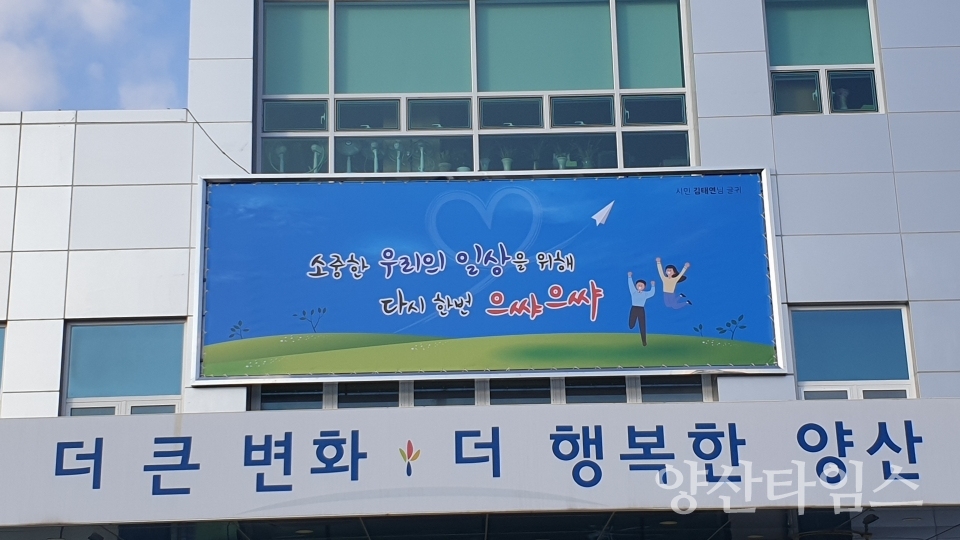 시민 김태연님 글귀
소중한 우리의 일상을 위해
다시 한번 으쌰으쌰
더 큰 변화 더 행복한 양산
양산타임스